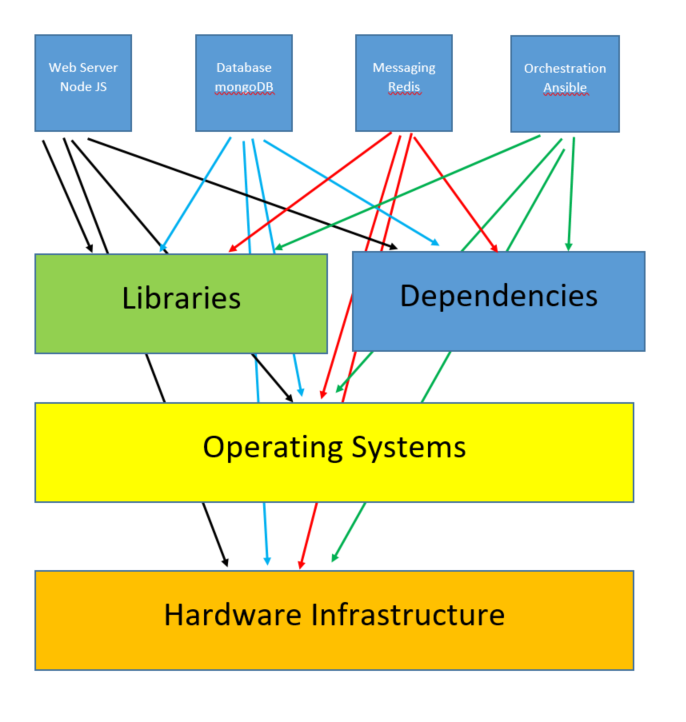 Web Server
Node JS
Database
mongoDB
Messaging
Redis
Orchestration
Ansible
Libraries
Dependencies
Operating Systems
Hardware Infrastructure